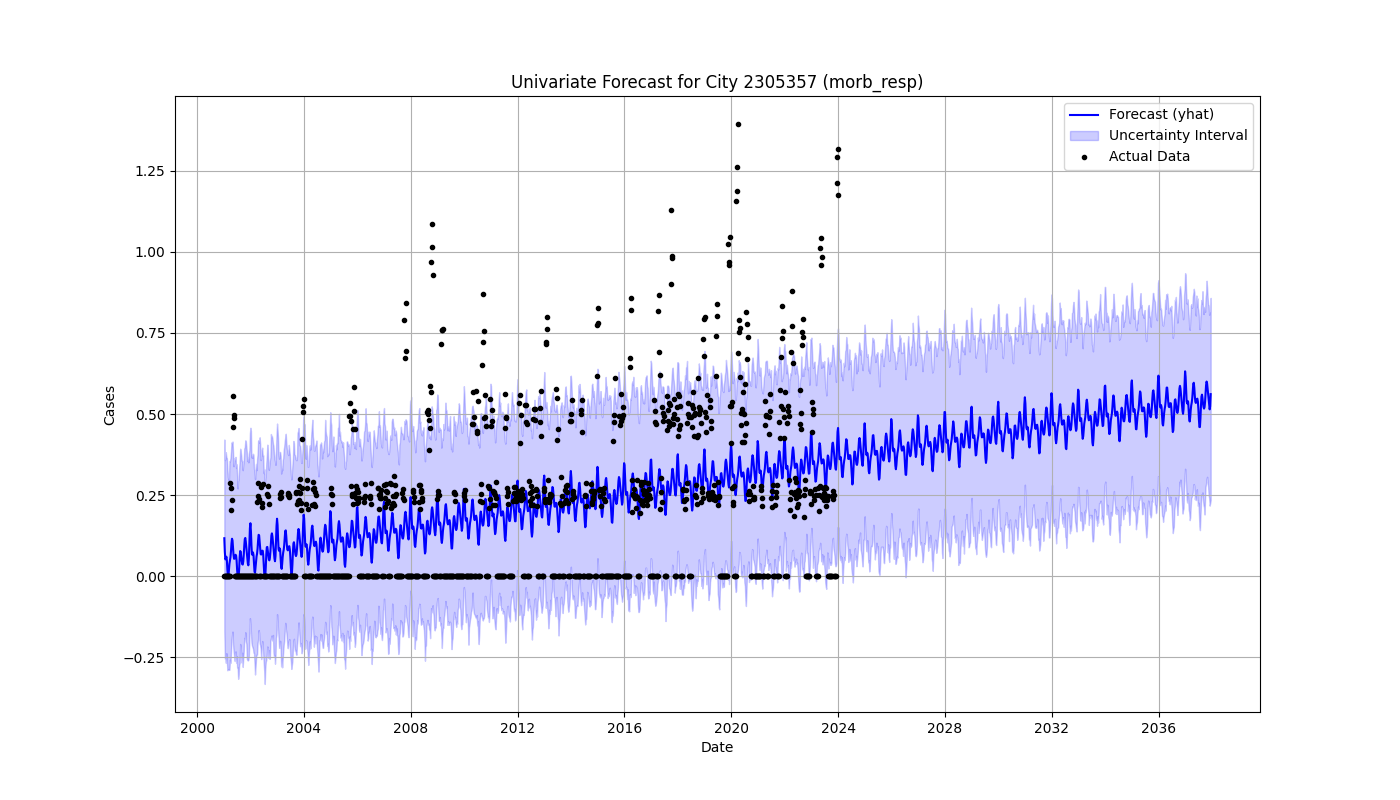 Univariate Forecast for City 2305357 (morb_resp)
Forecast (yhat)
Uncertainty Interval
Actual Data
Cases
1.25
1.00
0.75
0.50
0.25
0.00
−0.25
2000 2004 2008 2012 2016 2020 2024 2028 2032 2036
Date